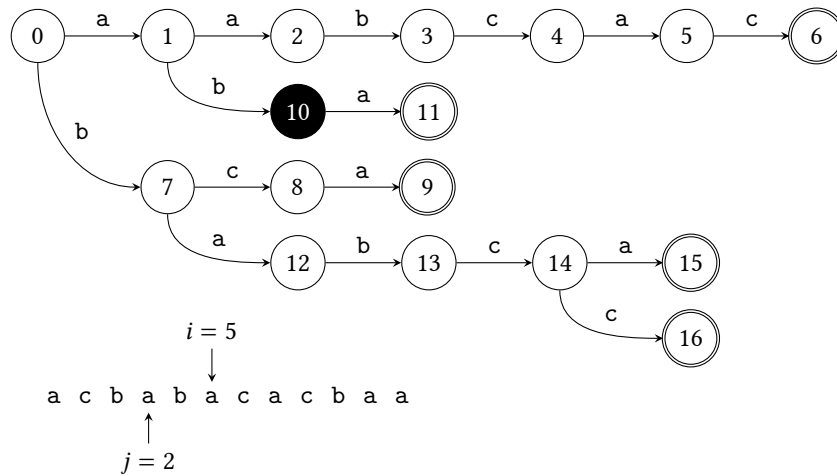 0 a 1 a 2 b 3 c 4 a 5 c 6
b 10 a 11
b
7 c 8 a 9
a 12 b 13 c 14 a 15
c 16
i = 5
a c b a b a c a c b a a
j = 2